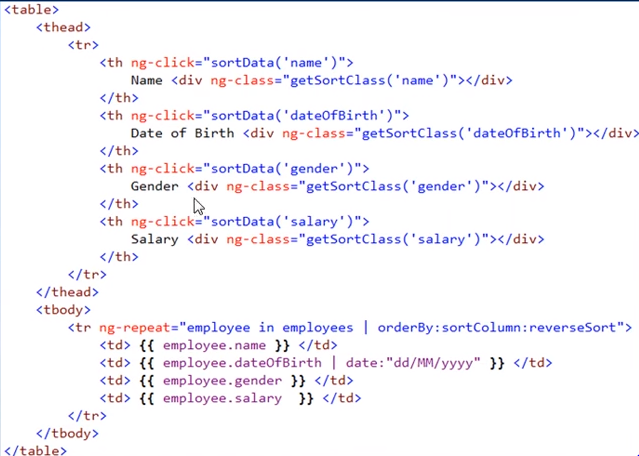 <table>
<thead>
<tr>
<th ng-click="sortData('name')">
Name <div ng-class="getSortClass('name')"></div>
</th>
<th ng-click="sortData('dateOfBirth')">
Date of Birth <div ng-class="getSortClass('dateOfBirth')"></div>
</th>
<th ng-click="sortData('gender')">
Gender <div ng-class="getSortClass('gender')"></div>
</th>
<th ng-click="sortData('salary')">
Salary <div ng-class="getSortClass('salary')"></div>
</th>
</tr>
</thead>
<tbody>
<tr ng-repeat="employee in employees | orderBy:sortColumn:reverseSort">
<td> {{ employee.name }} </td>
<td> {{ employee.dateOfBirth | date:"dd/MM/yyyy" }} </td>
<td> {{ employee.gender }} </td>
<td> {{ employee.salary  }} </td>
</tr>
</tbody>
</table>